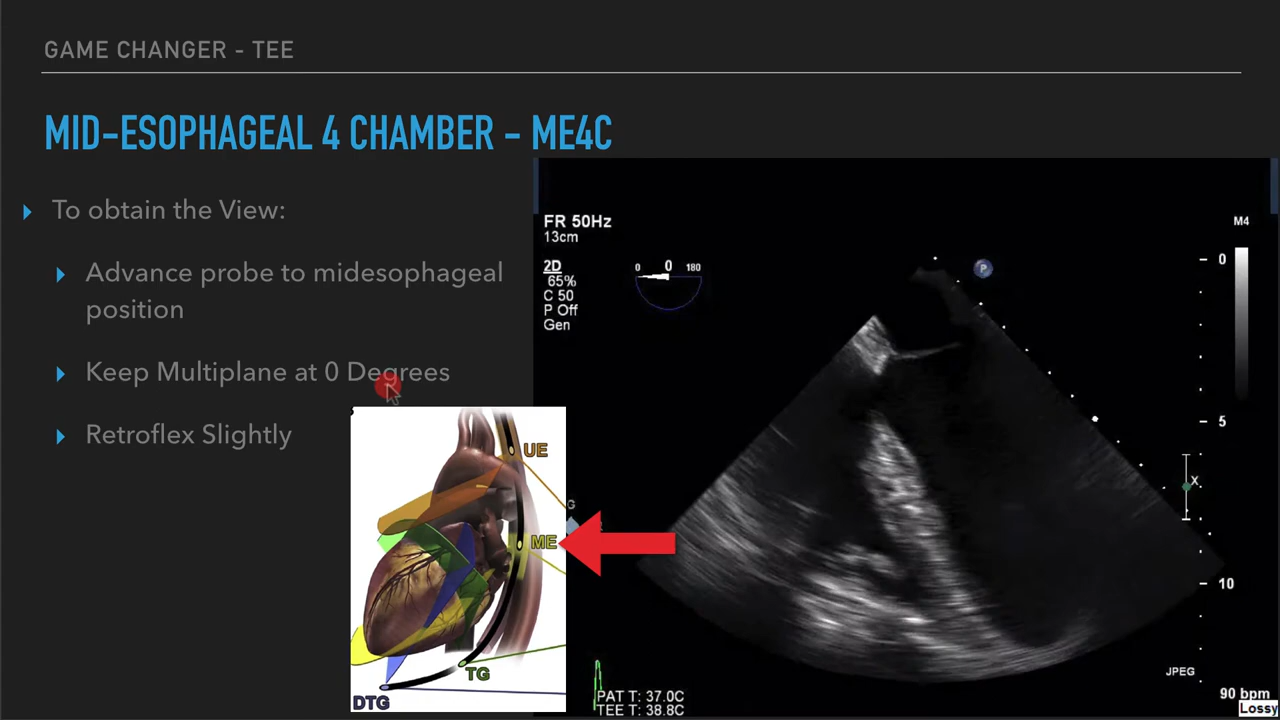 GAME CHANGER - TEE
MID-ESOPHAGEAL 4 CHAMBER - ME4C
To obtain the View:
Advance probe to midesophageal
position
Keep Multiplane at 0 Degrees
Retroflex Slightly
UE
ME
TG
DTG
G
FR 50Hz
13cm
2D
65%
C 50
P Off
Gen
0 0 180
P
M4
0
5
X
10
JPEG
PAT T: 37.0C
TEE T: 38.8C
90 bpm
Lossy